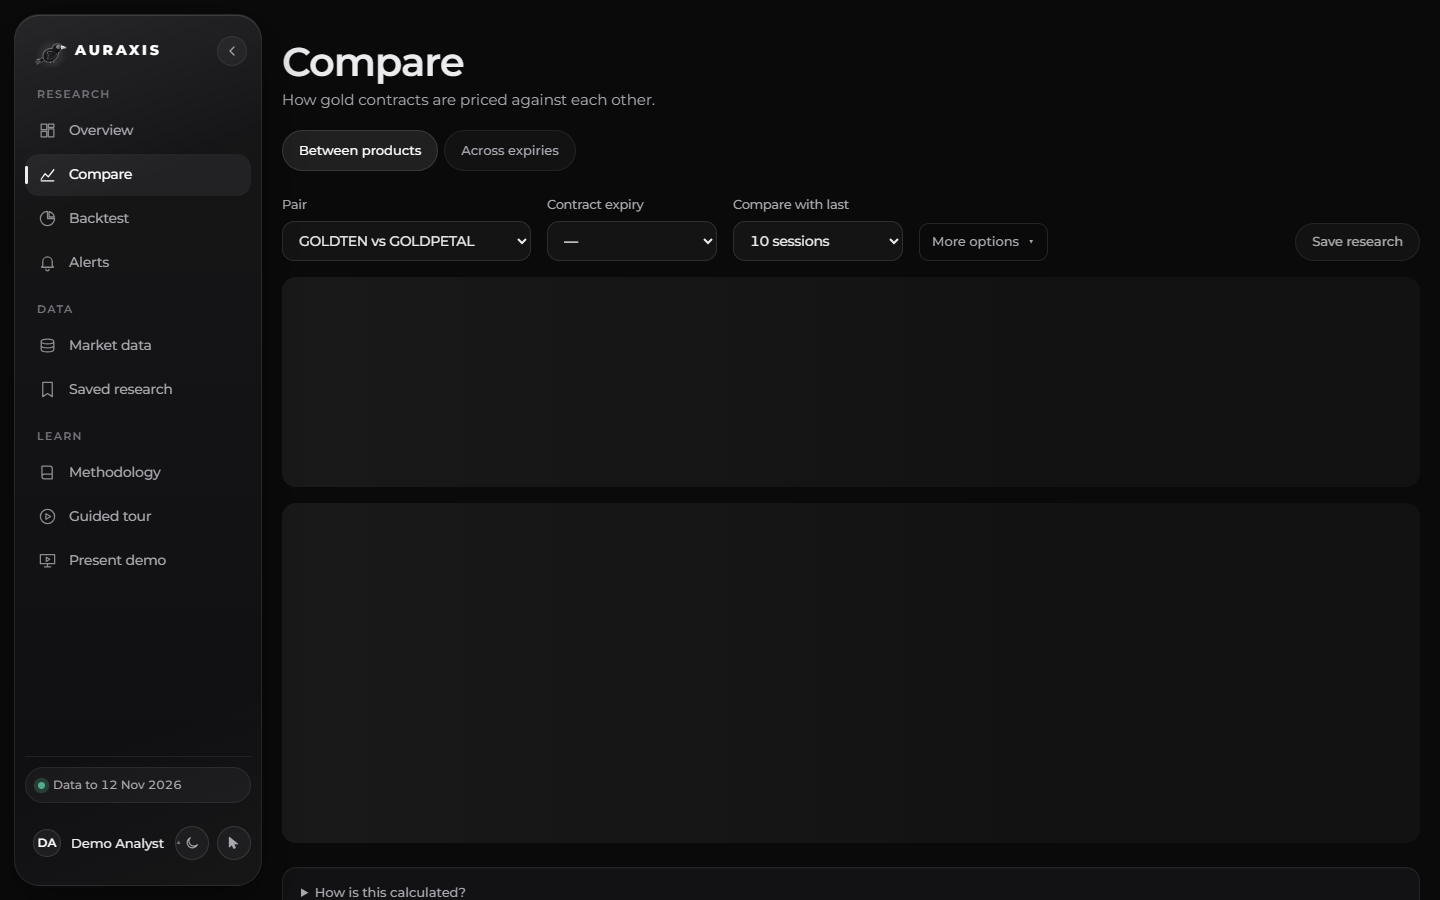 AURAXIS
RESEARCH
Overview
Compare
Backtest
Alerts
DATA
Market data
Saved research
LEARN
Methodology
Guided tour
Present demo
Data to 12 Nov 2026
DA Demo Analyst
Compare
How gold contracts are priced against each other.
Between products Across expiries
Pair Contract expiry Compare with last
GOLDTEN vs GOLDPETAL — 10 sessions More options Save research
How is this calculated?